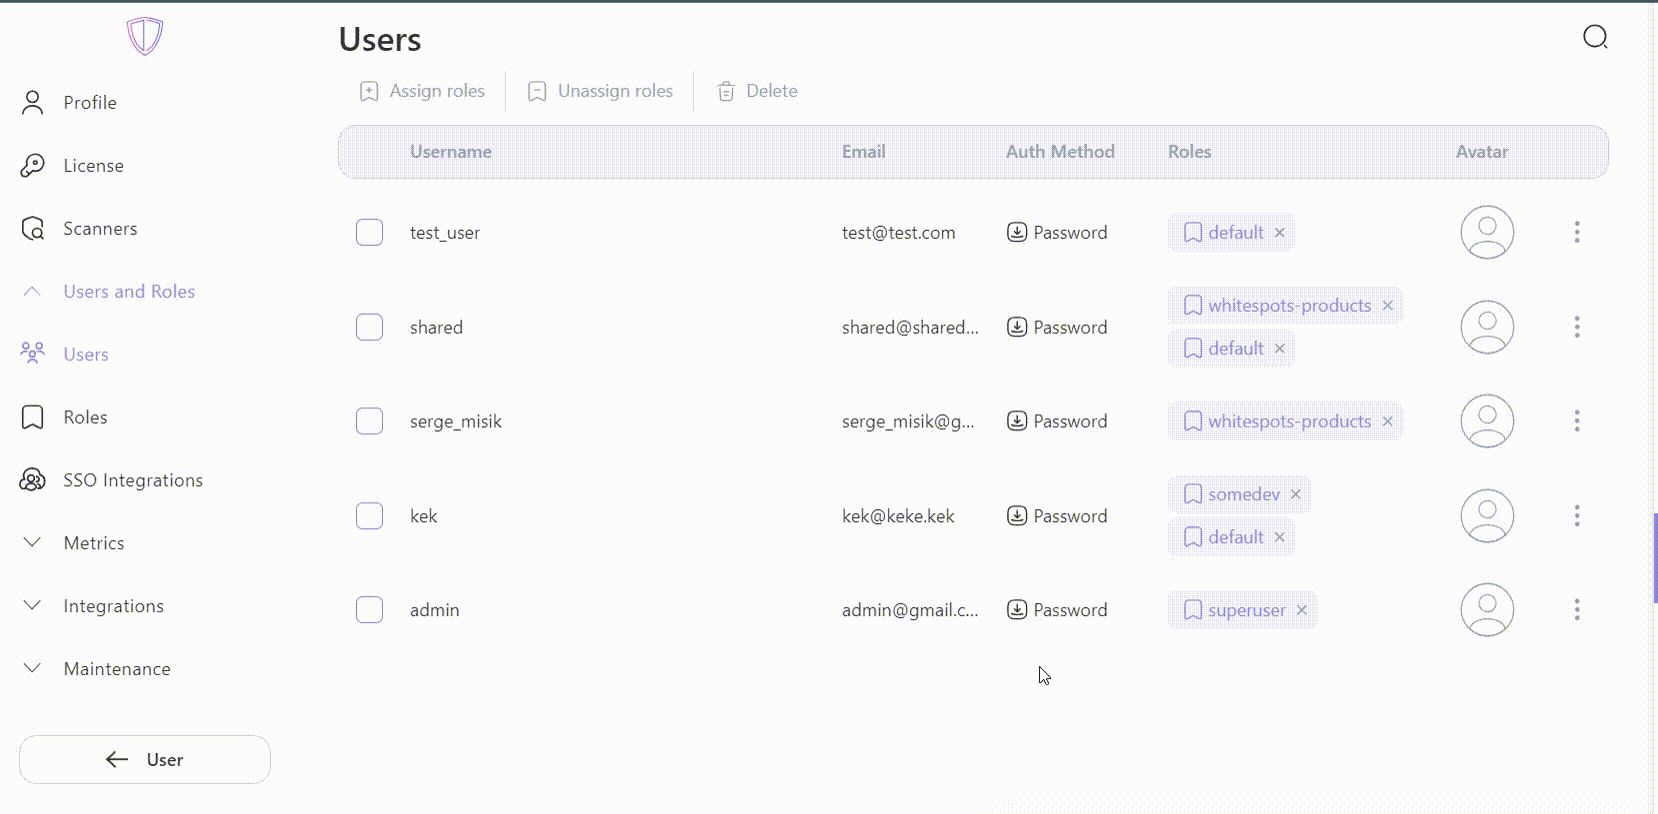 Users
Profile
License
Scanners
Users and Roles
Users
Roles
SSO Integrations
Metrics
Integrations
Maintenance
User
Assign roles Unassign roles Delete
Username Email Auth Method Roles Avatar
test_user test@test.com Password default ×
shared shared@shared... Password whitespots-products ×
default ×
serge_misik serge_misik@g... Password whitespots-products ×
kek kek@keke.kek Password somedev ×
default ×
admin admin@gmail.c... Password superuser ×